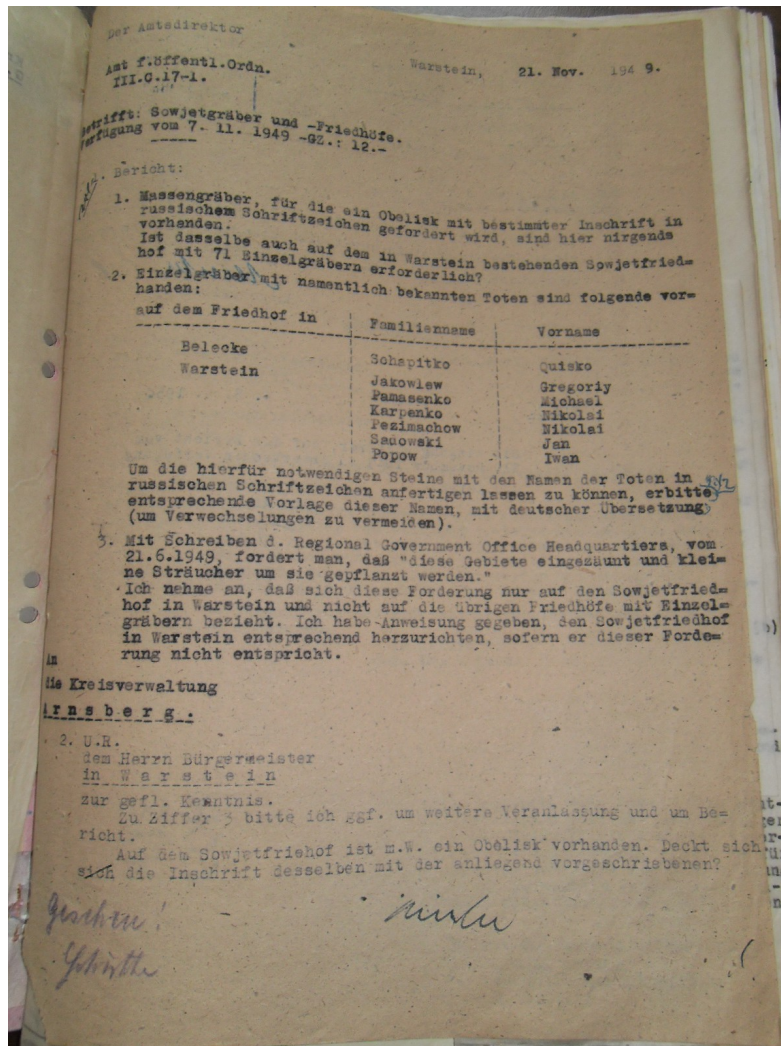 Der Amtsdirektor
Amt f.öffentl.Ordn.
III.C.17-1.
Warstein, 21. Nov. 194 9.
Betrifft: Sowjetgräber und -Friedhöfe.
Verfügung vom 7. 11. 1949 -GZ.: 12.-
1. Bericht:
1. Massengräber, für die ein Obelisk mit bestimmter Inschrift in
russischem Schriftzeichen gefordert wird, sind hier nirgends
vorhanden.
Ist dasselbe auch auf dem in Warstein bestehenden Sowjetfried=
hof mit 71 Einzelgräbern erforderlich?
2. Einzelgräber mit namentlich bekannten Toten sind folgende vor=
handen:
auf dem Friedhof in Familienname Vorname
Belecke Schapitko Quisko
Warstein Jakowlew Gregoriy
Pamasenko Michael
Karpenko Nikolai
Pezimachow Nikolai
Sadowski Jan
Popow Iwan
Um die hierfür notwendigen Steine mit den Namen der Toten in
russischen Schriftzeichen anfertigen lassen zu können, erbitte
entsprechende Vorlage dieser Namen, mit deutscher Übersetzung
(um Verwechselungen zu vermeiden).
3. Mit Schreiben d. Regional Government Office Headquartiers, vom
21.6.1949, fordert man, daß "diese Gebiete eingezäunt und klei=
ne Sträucher um sie gepflanzt werden."
Ich nehme an, daß sich diese Forderung nur auf den Sowjetfried=
hof in Warstein und nicht auf die übrigen Friedhöfe mit Einzel=
gräbern bezieht. Ich habe Anweisung gegeben, den Sowjetfriedhof
in Warstein entsprechend herzurichten, sofern er dieser Forde=
rung nicht entspricht.
An
die Kreisverwaltung
Arnsberg.
2. U.R.
dem Herrn Bürgermeister
in Warstein
zur gefl. Kenntnis.
Zu Ziffer 3 bitte ich ggf. um weitere Veranlassung und um Be=
richt.
Auf dem Sowjetfriehof ist m.W. ein Obelisk vorhanden. Deckt sich
sich die Inschrift desselben mit der anliegend vorgeschriebenen?
Gesehen!